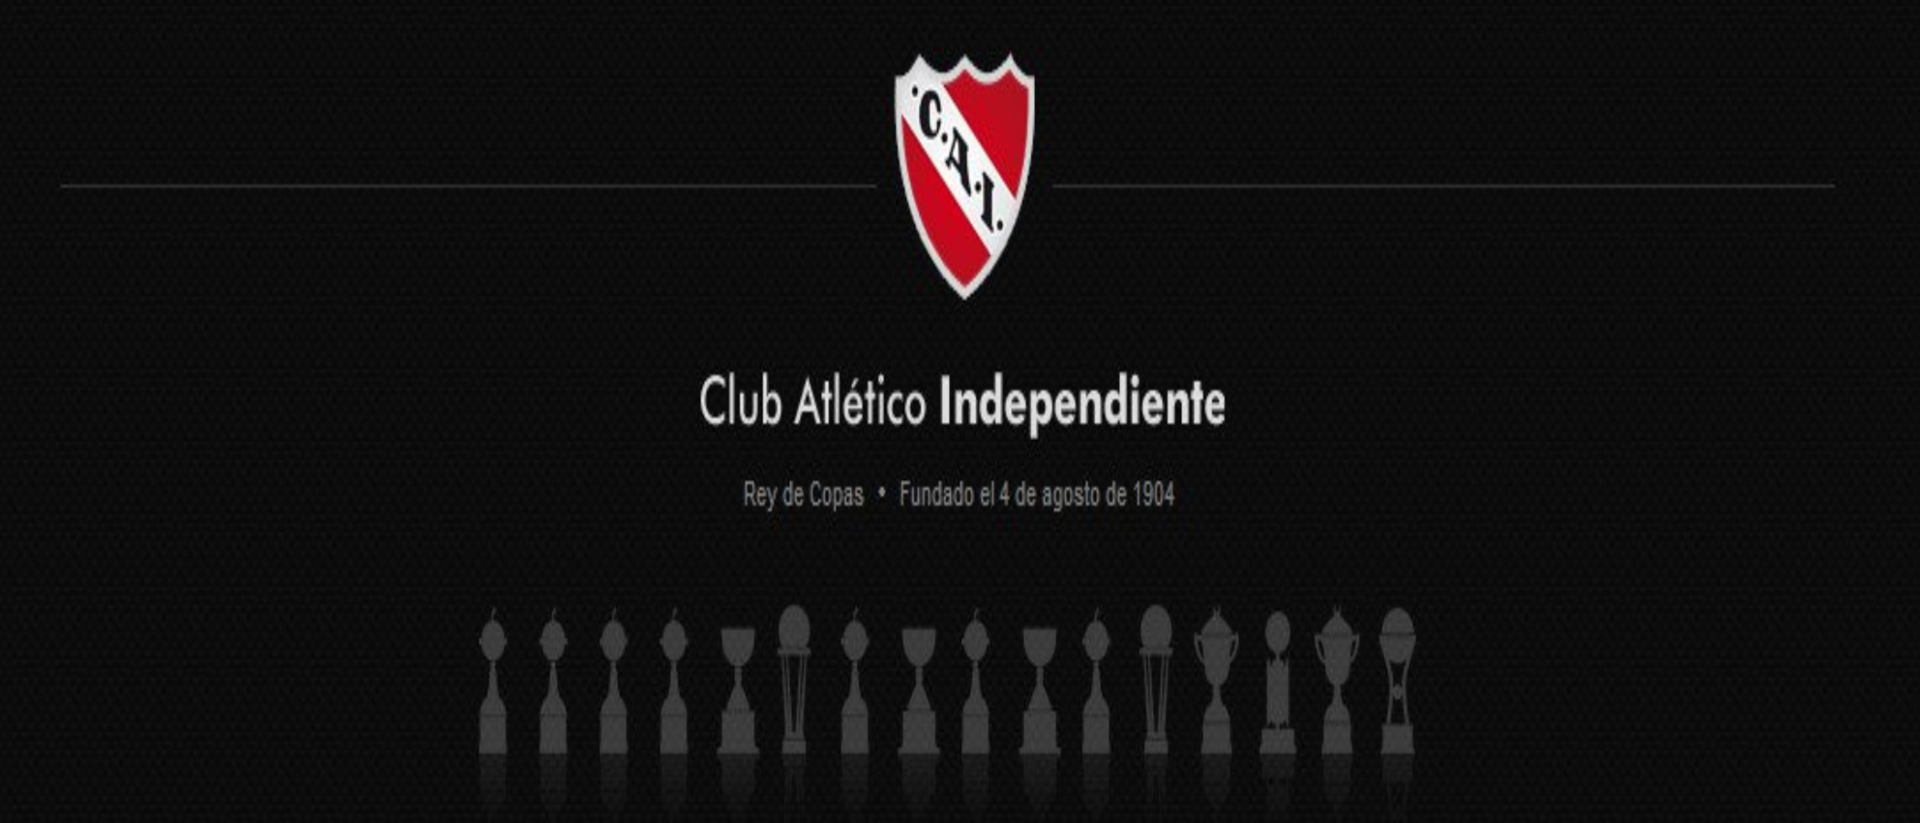 ·C.A.I.
Club Atlético Independiente
Rey de Copas • Fundado el 4 de agosto de 1904